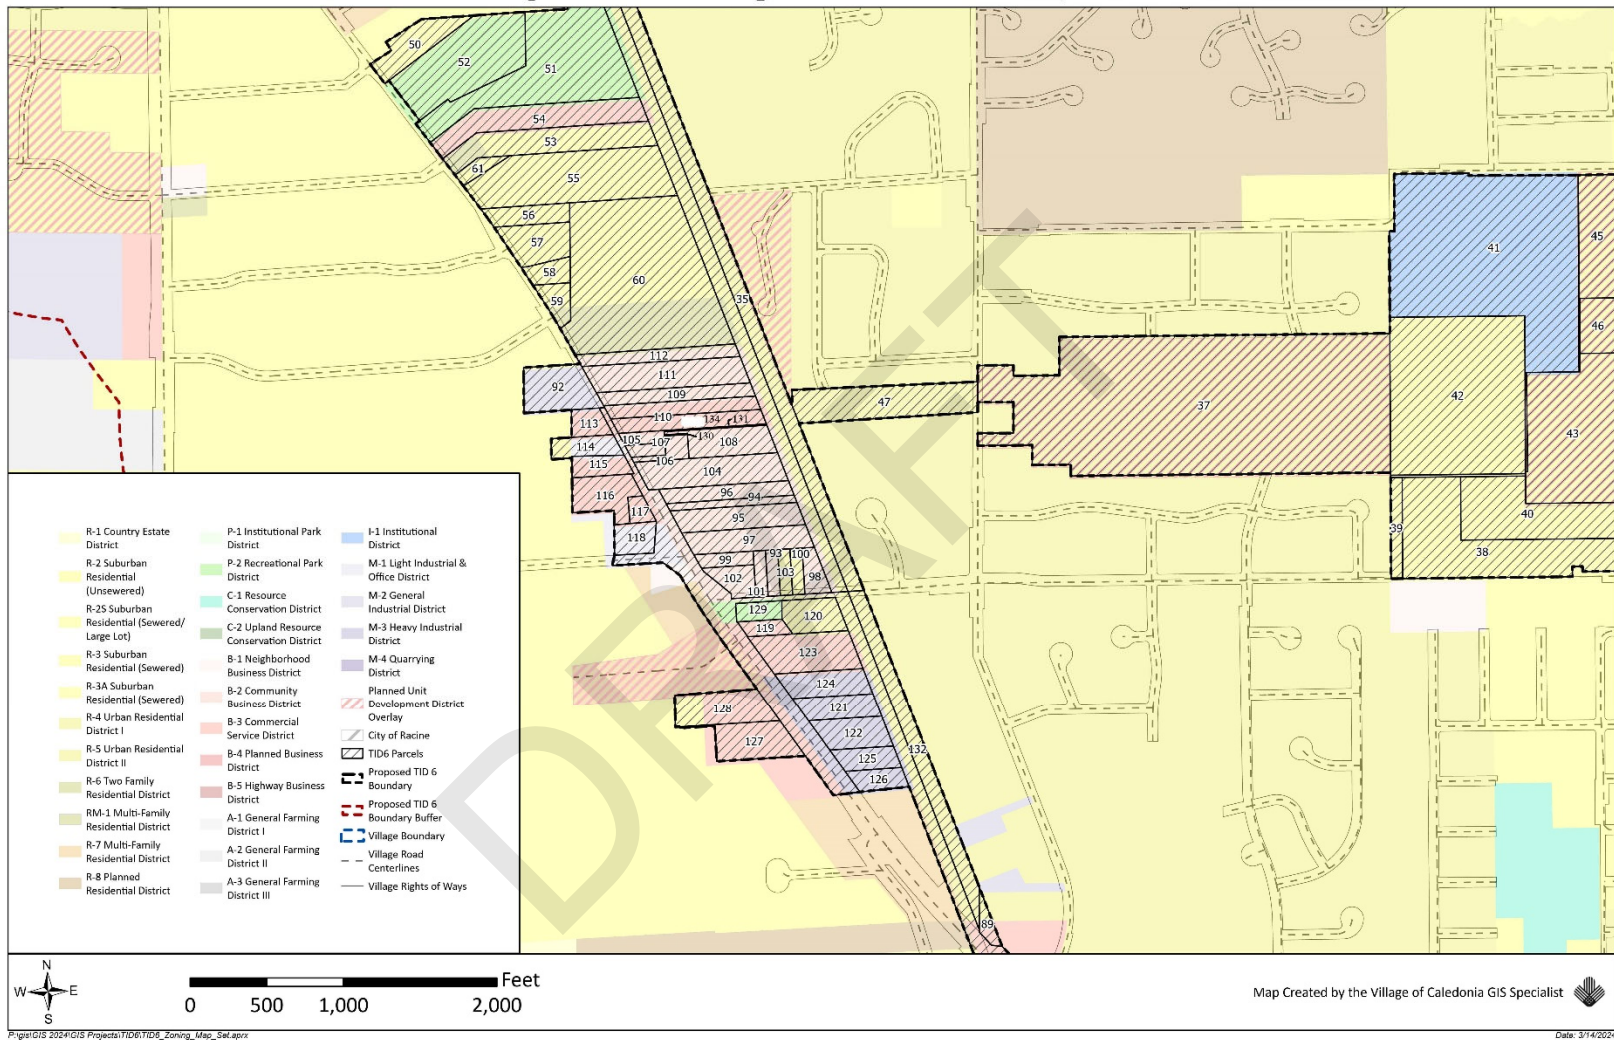 50
52
51
54
53
61
55
56
57
58
60
59
35
41
45
46
112
111
92
109
110
134
131
113
105
107
130
108
114
106
115
104
116
96
94
117
95
118
97
99
93
100
102
103
98
101
129
120
119
123
124
121
128
122
127
125
126
132
89
47
37
42
43
39
40
38
DRAFT
R-1 Country Estate
District
R-2 Suburban
Residential
(Unsewered)
R-2S Suburban
Residential (Sewered/
Large Lot)
R-3 Suburban
Residential (Sewered)
R-3A Suburban
Residential (Sewered)
R-4 Urban Residential
District I
R-5 Urban Residential
District II
R-6 Two Family
Residential District
RM-1 Multi-Family
Residential District
R-7 Multi-Family
Residential District
R-8 Planned
Residential District
P-1 Institutional Park
District
P-2 Recreational Park
District
C-1 Resource
Conservation District
C-2 Upland Resource
Conservation District
B-1 Neighborhood
Business District
B-2 Community
Business District
B-3 Commercial
Service District
B-4 Planned Business
District
B-5 Highway Business
District
A-1 General Farming
District I
A-2 General Farming
District II
A-3 General Farming
District III
I-1 Institutional
District
M-1 Light Industrial &
Office District
M-2 General
Industrial District
M-3 Heavy Industrial
District
M-4 Quarrying
District
Planned Unit
Development District
Overlay
City of Racine
TID6 Parcels
Proposed TID 6
Boundary
Proposed TID 6
Boundary Buffer
Village Boundary
Village Road
Centerlines
Village Rights of Ways
N
W E
S
Feet
0 500 1,000 2,000
Map Created by the Village of Caledonia GIS Specialist
P:\gis\GIS 2024\GIS Projects\TID6\TID6_Zoning_Map_Set.aprx
Date: 3/14/2024